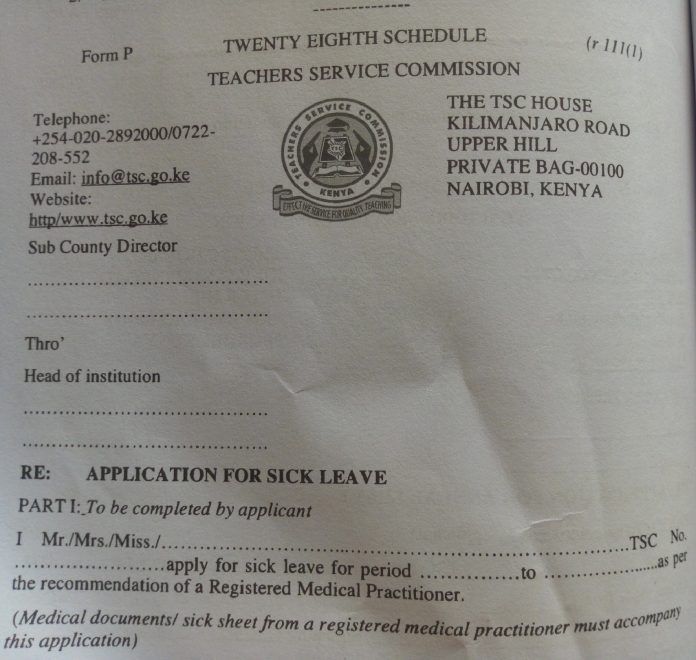 TWENTY EIGHTH SCHEDULE
Form P
(r 111(1)
TEACHERS SERVICE COMMISSION
Telephone:
+254-020-2892000/0722-
208-552
Email: info@tsc.go.ke
Website:
http/www.tsc.go.ke
TEACHERS SERVICE COMMISSION
KENYA
THE TSC HOUSE
KILIMANJARO ROAD
UPPER HILL
PRIVATE BAG-00100
NAIROBI, KENYA
Sub County Director
........................................
........................................
Thro'
Head of institution
........................................
........................................
RE: APPLICATION FOR SICK LEAVE
PART I: To be completed by applicant
I Mr./Mrs./Miss./..............................................................................TSC No.
.........................apply for sick leave for period ................to ...................as per
the recommendation of a Registered Medical Practitioner.
(Medical documents/ sick sheet from a registered medical practitioner must accompany
this application)